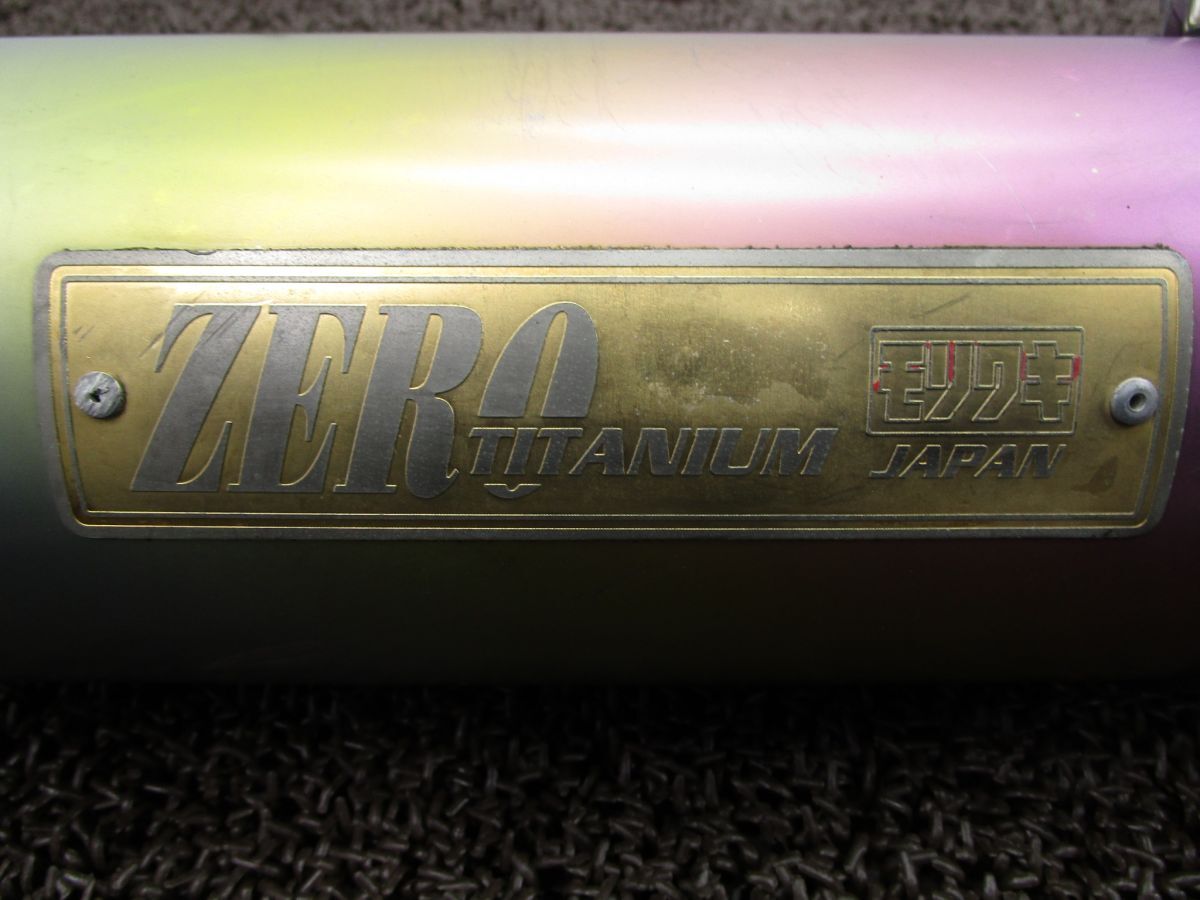 ZERO
TITANIUM
モリワキ
JAPAN